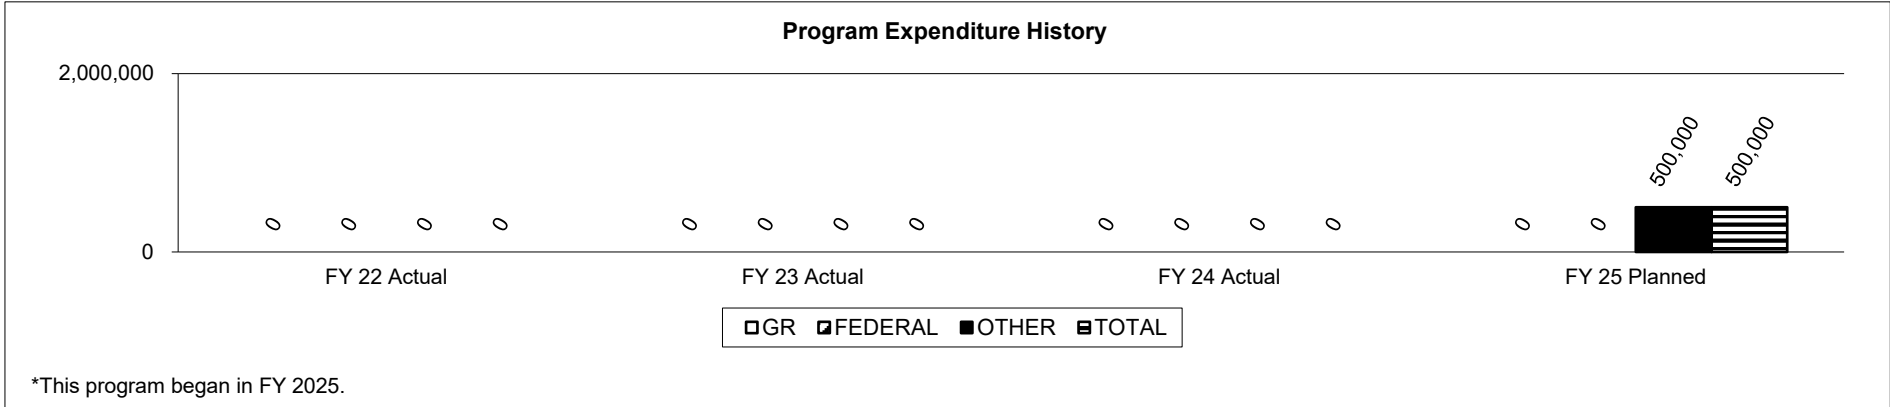 Program Expenditure History
2,000,000
500,000 500,000
0 0 0 0 0 0 0 0 0 0 0 0 0 0
0
FY 22 Actual FY 23 Actual FY 24 Actual FY 25 Planned
GR FEDERAL OTHER TOTAL
*This program began in FY 2025.